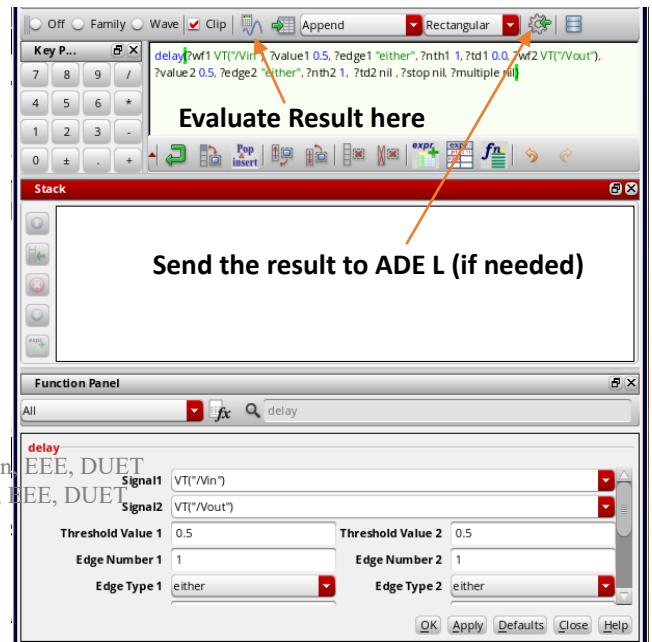 Off Family Wave Clip Append Rectangular
Key P...
7 8 9 /
4 5 6 *
1 2 3 -
0 ± . +
delay(?wf1 VT("/Vin"), ?value1 0.5, ?edge1 "either", ?nth1 1, ?td1 0.0, ?wf2 VT("/Vout"),
?value2 0.5, ?edge2 "either", ?nth2 1, ?td2 nil , ?stop nil, ?multiple nil)
Evaluate Result here
Pop
insert
expr
expr
fn
Stack
Send the result to ADE L (if needed)
expr
Function Panel
All fx delay
delay
n, EEE, DUET
Signal1 VT("/Vin")
, EEE, DUET
Signal2 VT("/Vout")
Threshold Value 1 0.5 Threshold Value 2 0.5
Edge Number 1 1 Edge Number 2 1
Edge Type 1 either Edge Type 2 either
OK Apply Defaults Close Help